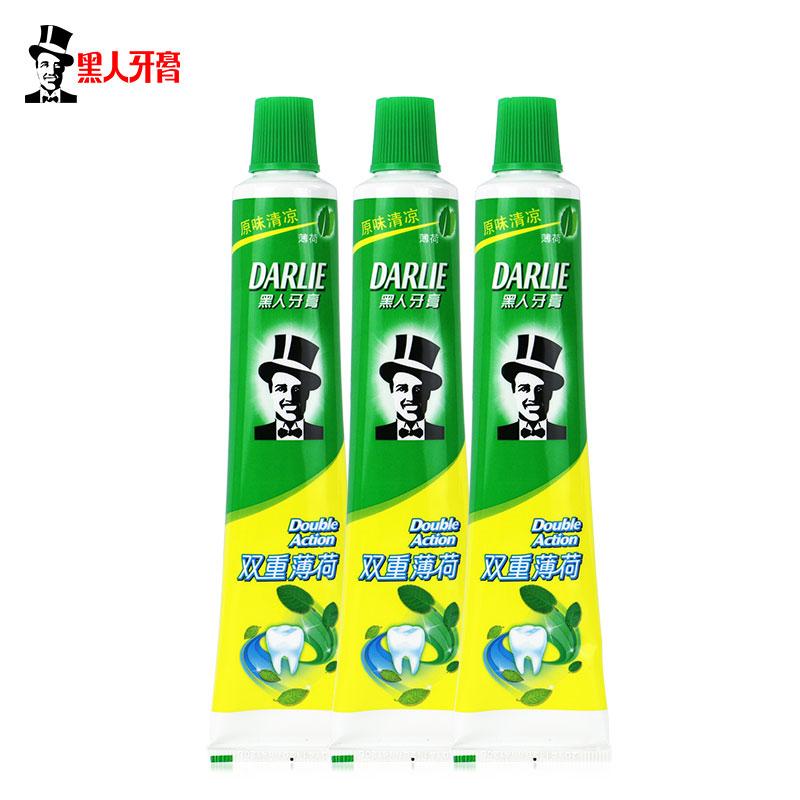 黑人牙膏
原味清凉
薄荷
DARLIE
黑人牙膏
Double
Action
双重薄荷
原味清凉
薄荷
DARLIE
黑人牙膏
Double
Action
双重薄荷
原味清凉
薄荷
DARLIE
黑人牙膏
Double
Action
双重薄荷